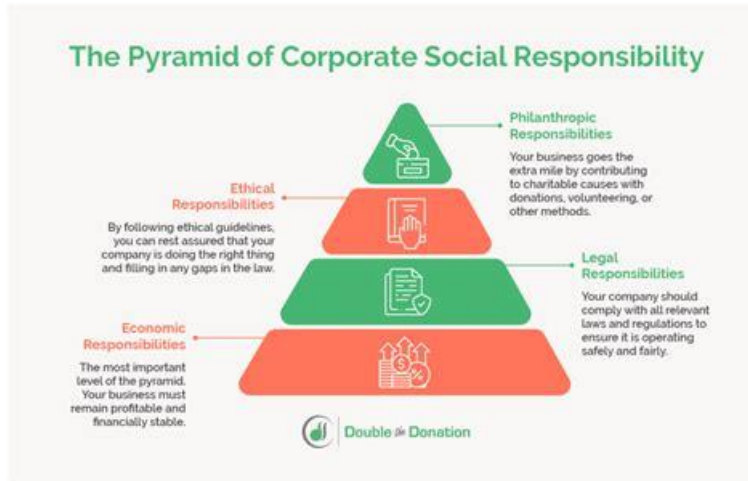 The Pyramid of Corporate Social Responsibility
Philanthropic
Responsibilities
Your business goes the
extra mile by contributing
to charitable causes with
donations, volunteering, or
other methods.
Ethical
Responsibilities
By following ethical guidelines,
you can rest assured that your
company is doing the right thing
and filling in any gaps in the law.
Legal
Responsibilities
Your company should
comply with all relevant
laws and regulations to
ensure it is operating
safely and fairly.
Economic
Responsibilities
The most important
level of the pyramid.
Your business must
remain profitable and
financially stable.
$
%
Double the Donation